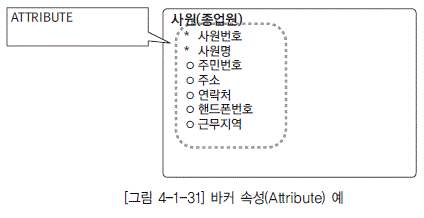 ATTRIBUTE
사원(종업원)
* 사원번호
* 사원명
○ 주민번호
○ 주소
○ 연락처
○ 핸드폰번호
○ 근무지역
[그림 4-1-31] 바커 속성(Attribute) 예